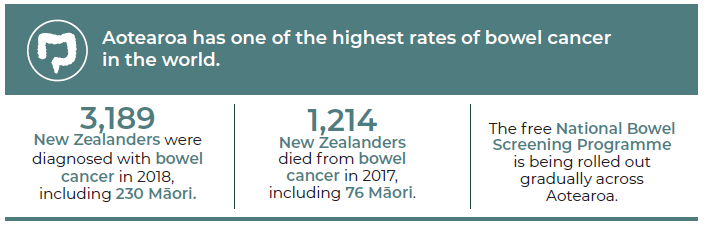 Aotearoa has one of the highest rates of bowel cancer
in the world.
3,189
New Zealanders were
diagnosed with bowel
cancer in 2018,
including 230 Māori.
1,214
New Zealanders
died from bowel
cancer in 2017,
including 76 Māori.
The free National Bowel
Screening Programme
is being rolled out
gradually across
Aotearoa.